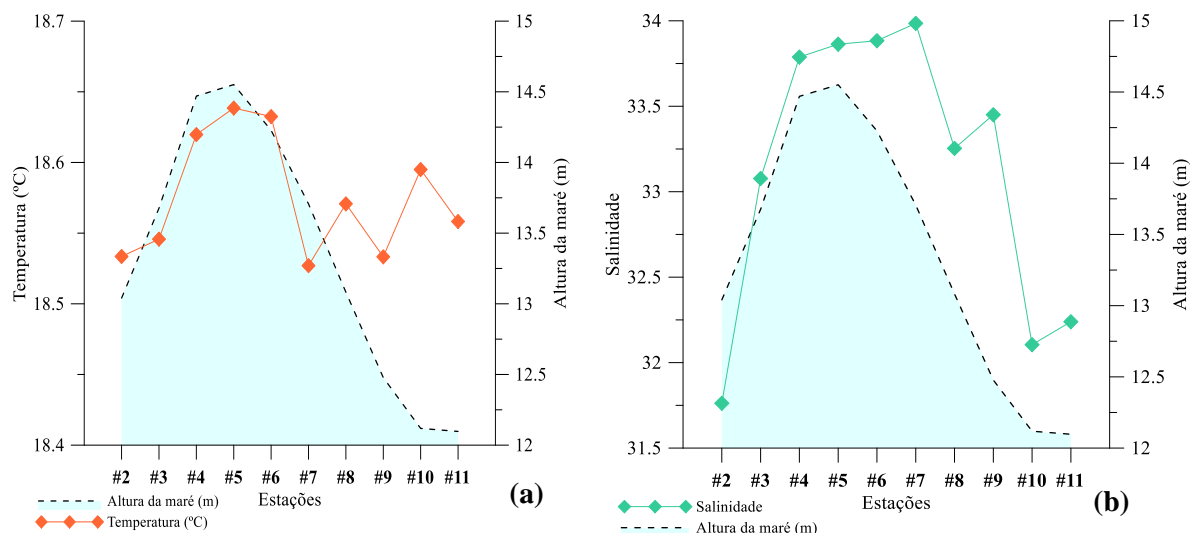 18.7
18.6
18.5
18.4
Temperatura (ºC)
15
14.5
14
13.5
13
12.5
12
Altura da maré (m)
#2 #3 #4 #5 #6 #7 #8 #9 #10 #11
Estações
Altura da maré (m)
Temperatura (ºC)
(a)
34
33.5
33
32.5
32
31.5
Salinidade
15
14.5
14
13.5
13
12.5
12
Altura da maré (m)
#2 #3 #4 #5 #6 #7 #8 #9 #10 #11
Estações
Salinidade
Altura da maré (m)
(b)